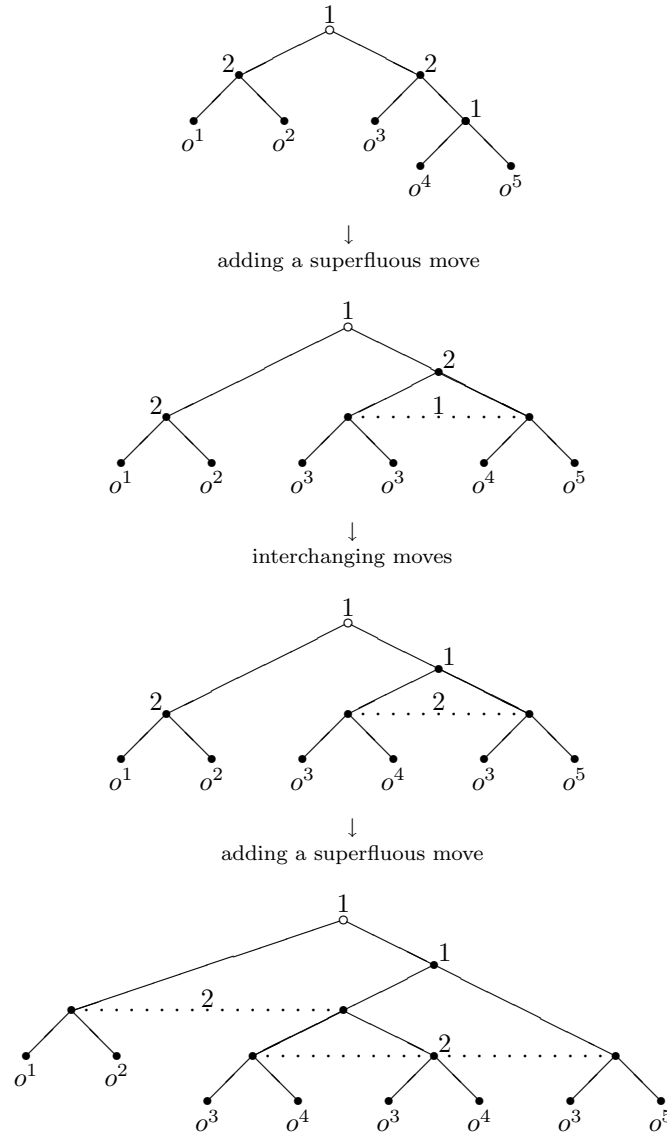 1
2 2
o¹ o² o³ 1
o⁴ o⁵
↓
adding a superfluous move
1
2
2 1
o¹ o² o³ o³ o⁴ o⁵
↓
interchanging moves
1
1
2 2
o¹ o² o³ o⁴ o³ o⁵
↓
adding a superfluous move
1
1
2
o¹ o² 2
o³ o⁴ o³ o⁴ o³ o⁵